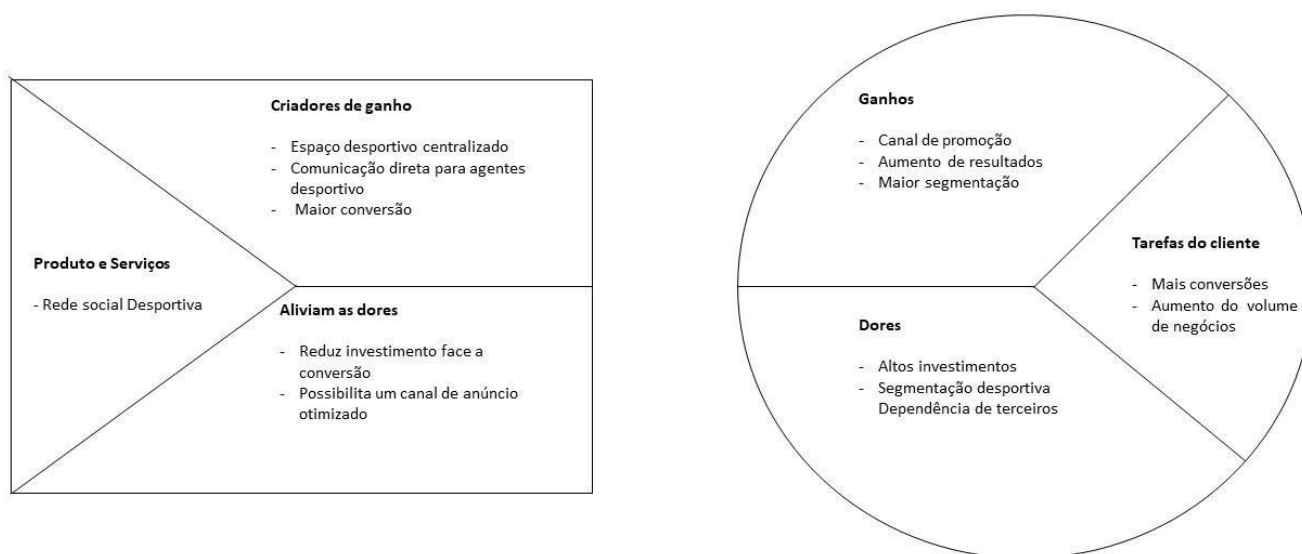 Criadores de ganho
- Espaço desportivo centralizado
- Comunicação direta para agentes
desportivo
- Maior conversão
Produto e Serviços
- Rede social Desportiva
Aliviam as dores
- Reduz investimento face a
conversão
- Possibilita um canal de anúncio
otimizado
Ganhos
- Canal de promoção
- Aumento de resultados
- Maior segmentação
Tarefas do cliente
- Mais conversões
- Aumento do volume
de negócios
Dores
- Altos investimentos
- Segmentação desportiva
Dependência de terceiros